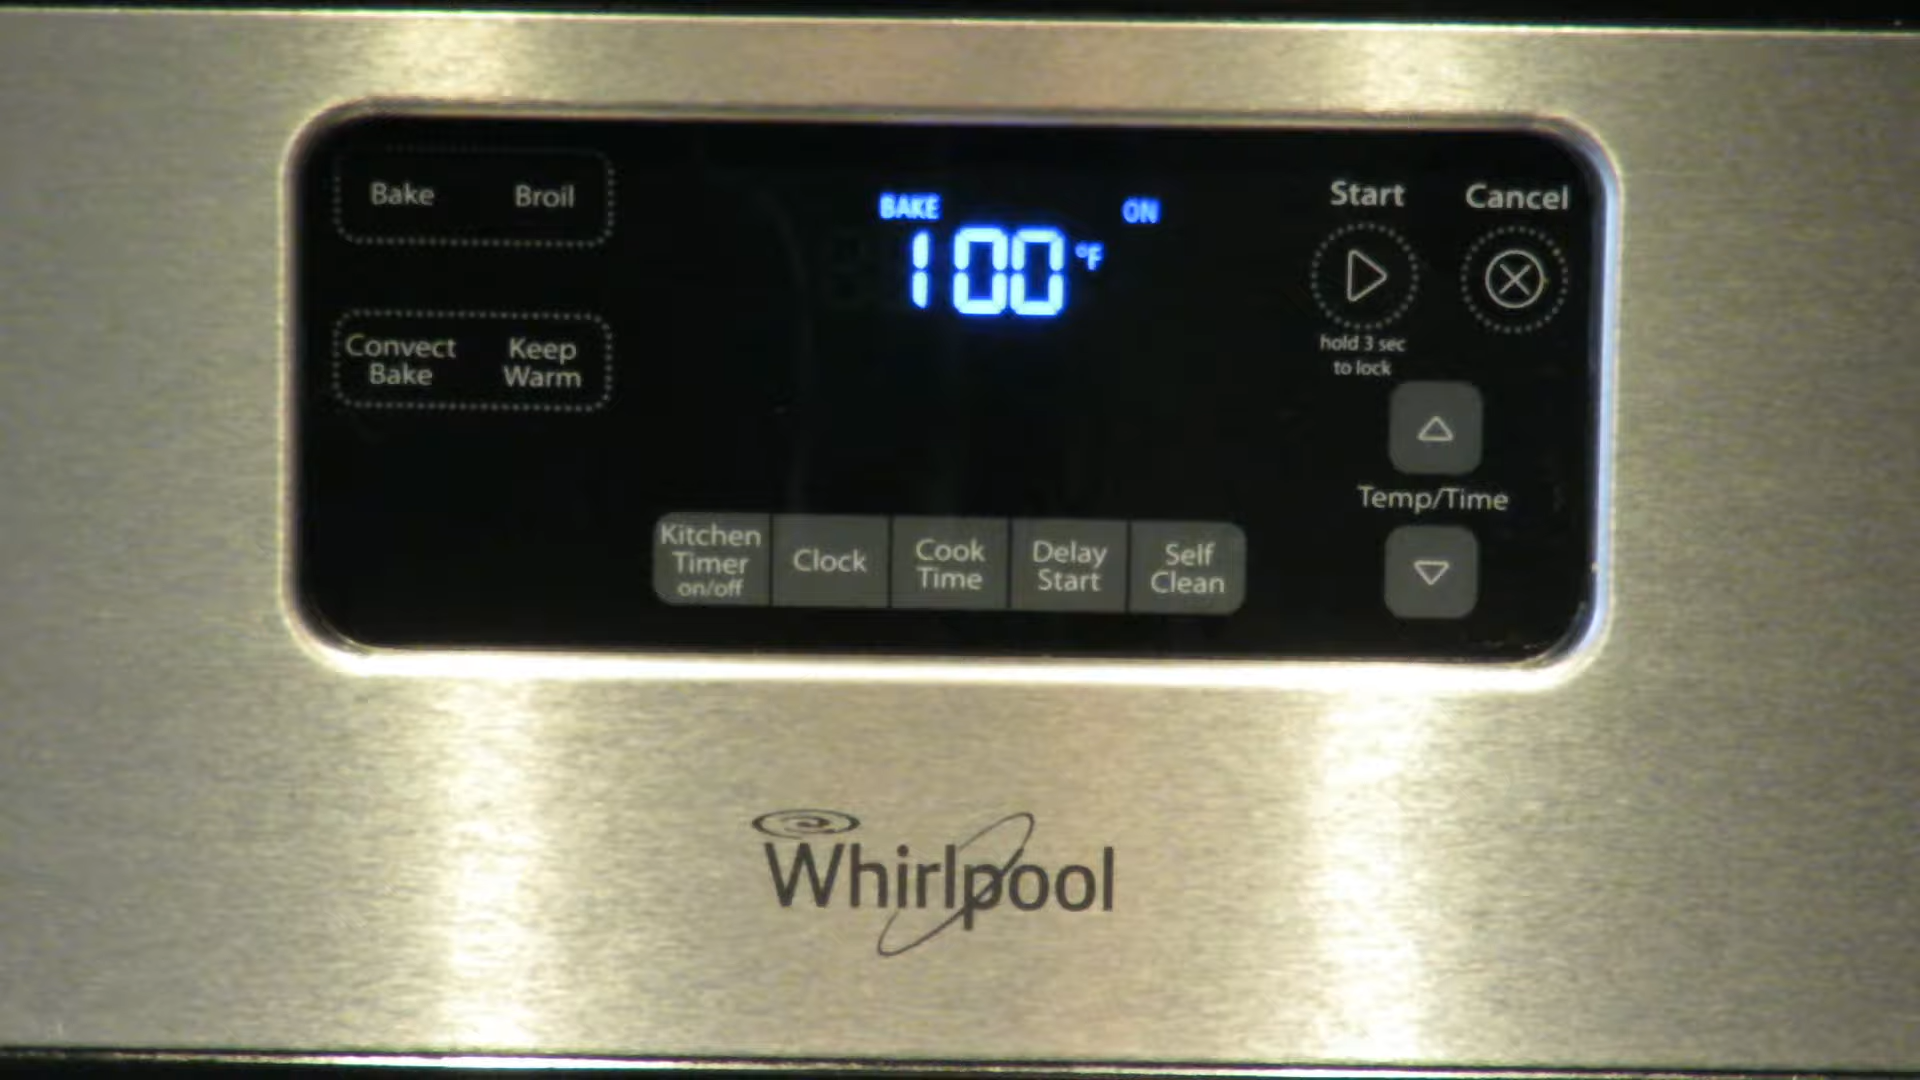 Bake Broil
BAKE ON
100 °F
Start Cancel
hold 3 sec
to lock
Convect
Bake
Keep
Warm
Temp/Time
Kitchen
Timer
on/off
Clock
Cook
Time
Delay
Start
Self
Clean
Whirlpool